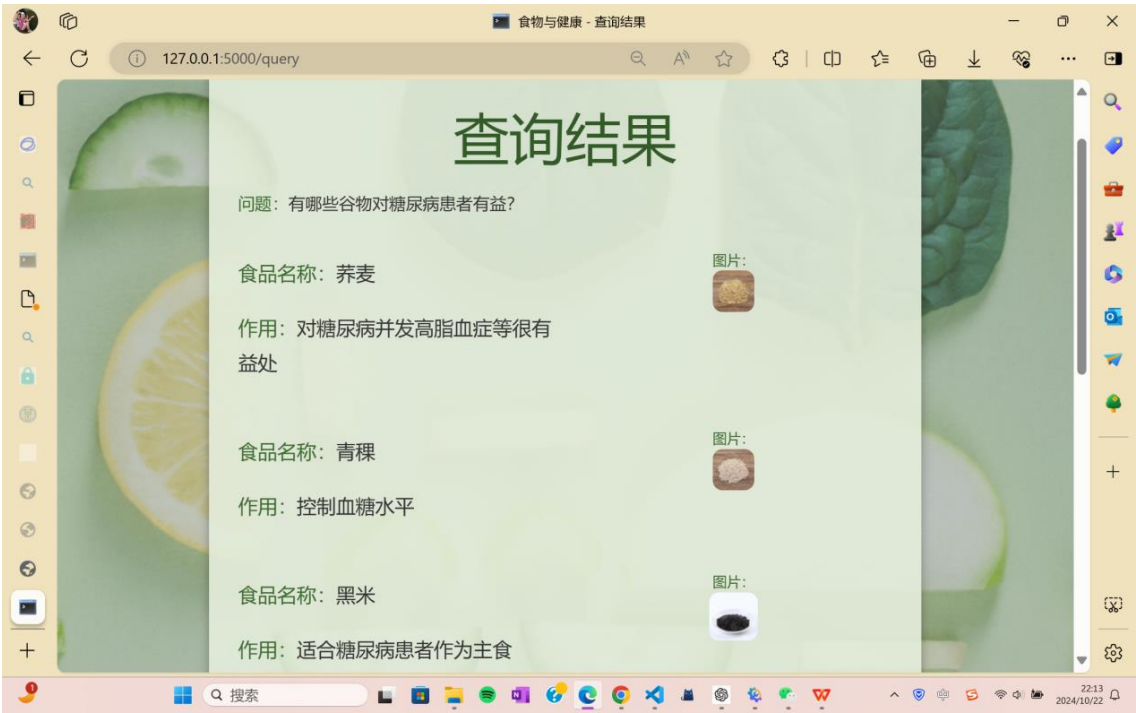 食物与健康 - 查询结果
127.0.0.1:5000/query
查询结果
问题：有哪些谷物对糖尿病患者有益?
食品名称：荞麦
图片：
作用：对糖尿病并发高脂血症等很有
益处
食品名称：青稞
图片：
作用：控制血糖水平
食品名称：黑米
图片：
作用：适合糖尿病患者作为主食
搜索
22:13
2024/10/22